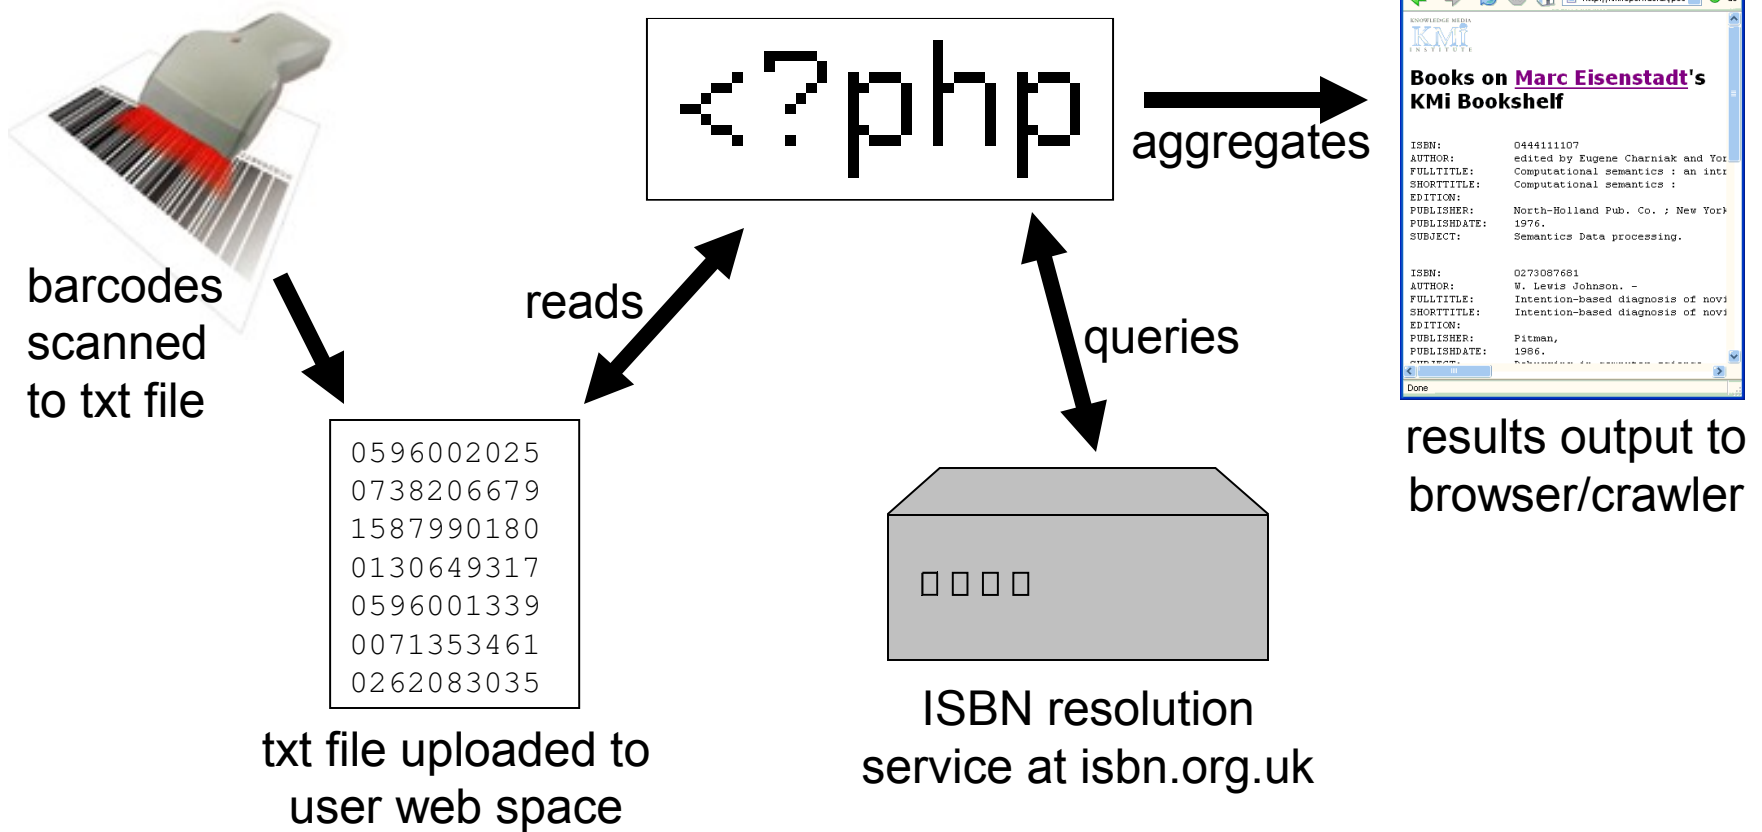 barcodes
scanned
to txt file
reads
<?php
aggregates
queries
0596002025
0738206679
1587990180
0130649317
0596001339
0071353461
0262083035
txt file uploaded to
user web space
ISBN resolution
service at isbn.org.uk
KNOWLEDGE MEDIA
KMi
INSTITUTE
Books on Marc Eisenstadt's
KMi Bookshelf
ISBN: 0444111107
AUTHOR: edited by Eugene Charniak and Yor
FULLTITLE: Computational semantics : an intr
SHORTTITLE: Computational semantics :
EDITION:
PUBLISHER: North-Holland Pub. Co. ; New York
PUBLISHDATE: 1976.
SUBJECT: Semantics Data processing.
ISBN: 0273087681
AUTHOR: W. Lewis Johnson. -
FULLTITLE: Intention-based diagnosis of novi
SHORTTITLE: Intention-based diagnosis of novi
EDITION:
PUBLISHER: Pitman,
PUBLISHDATE: 1986.
Done
results output to
browser/crawler